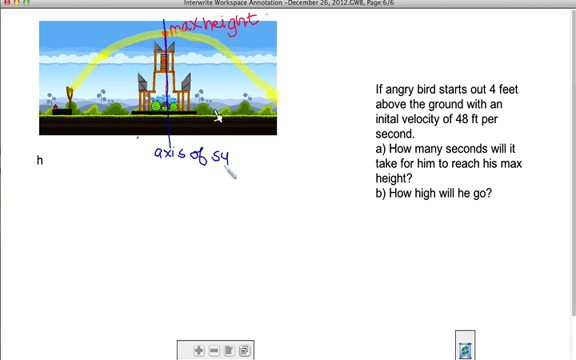 Interwrite Workspace Annotation -December 26, 2012.GWB, Page:6/6
max height
axis of sy
h
If angry bird starts out 4 feet
above the ground with an
inital velocity of 48 ft per
second.
a) How many seconds will it
take for him to reach his max
height?
b) How high will he go?